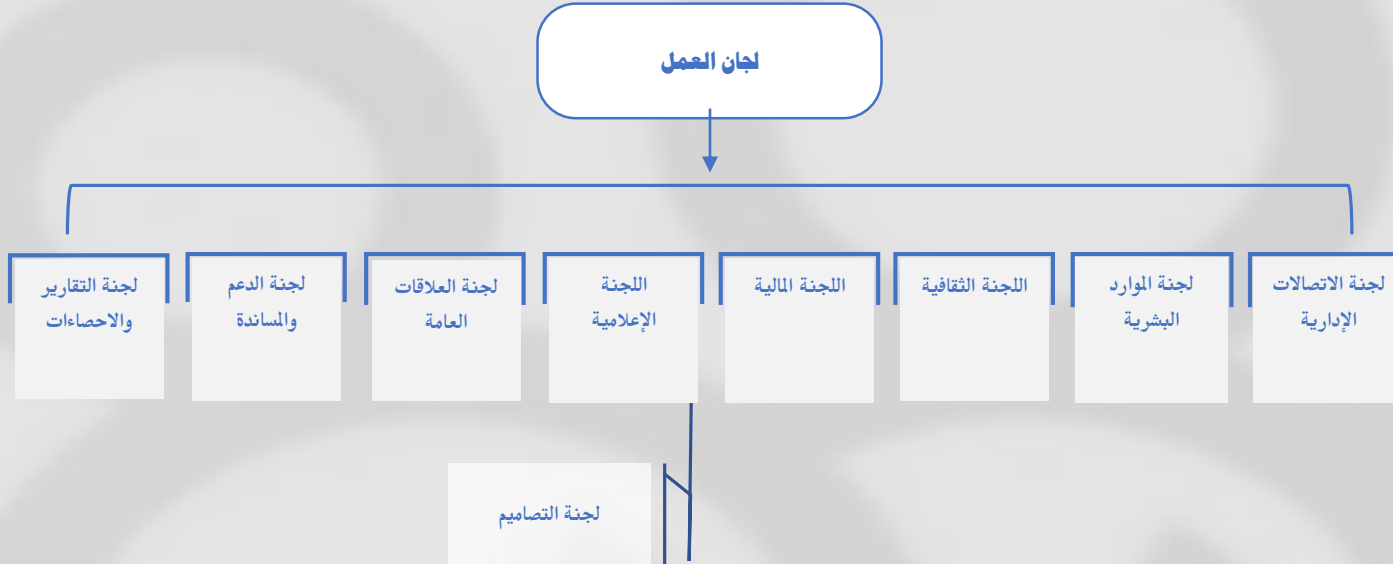 لجان العمل
لجنة الاتصالات
الإدارية
لجنة الموارد
البشرية
اللجنة الثقافية
اللجنة المالية
اللجنة
الإعلامية
لجنة العلاقات
العامة
لجنة الدعم
والمساندة
لجنة التقارير
والاحصاءات
لجنة التصاميم